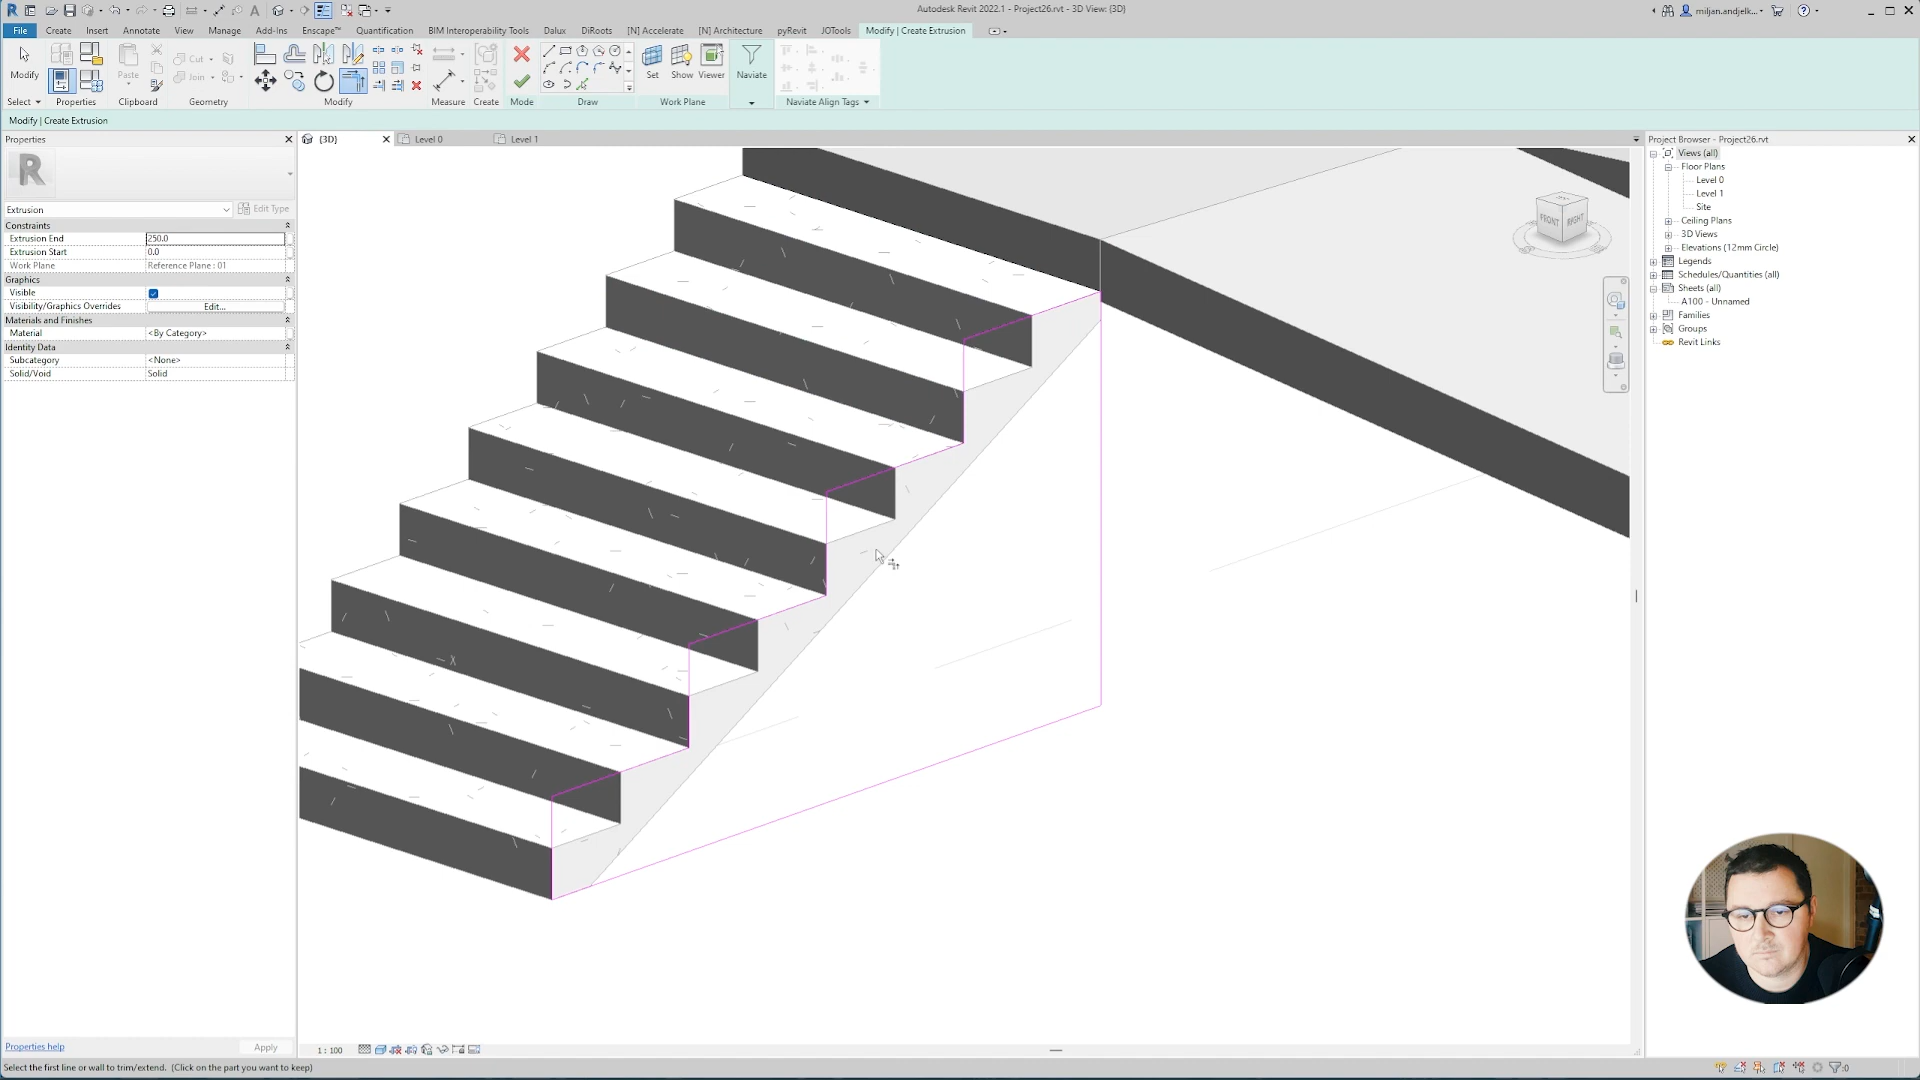 Autodesk Revit 2022.1 - Project26.rvt - 3D View: {3D}
miljan.andjelk...
File Create Insert Annotate View Manage Add-Ins Enscape™ Quantification BIM Interoperability Tools Dalux DiRoots [N] Accelerate [N] Architecture pyRevit JOTools Modify | Create Extrusion
Modify
Paste
Cut
Join
Set Show Viewer
Naviate
Select Properties Clipboard Geometry Modify Measure Create Mode Draw Work Plane Naviate Align Tags
Modify | Create Extrusion
Properties
{3D}
Level 0
Level 1
Project Browser - Project26.rvt
Extrusion
Edit Type
Constraints
Extrusion End 250.0
Extrusion Start 0.0
Work Plane Reference Plane : 01
Graphics
Visible
Visibility/Graphics Overrides Edit...
Materials and Finishes
Material <By Category>
Identity Data
Subcategory <None>
Solid/Void Solid
Views (all)
Floor Plans
Level 0
Level 1
Site
Ceiling Plans
3D Views
Elevations (12mm Circle)
Legends
Schedules/Quantities (all)
Sheets (all)
A100 - Unnamed
Families
Groups
Revit Links
FRONT
RIGHT
Properties help
Apply
1 : 100
Select the first line or wall to trim/extend. (Click on the part you want to keep)
:0